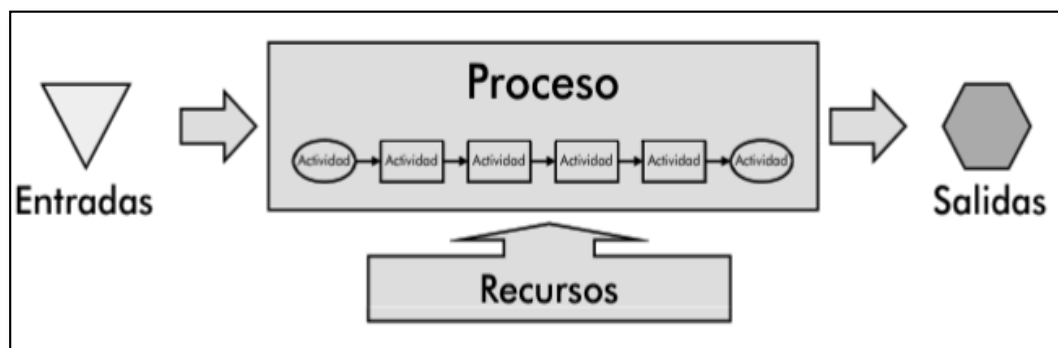 Proceso
Actividad Actividad Actividad Actividad Actividad Actividad
Entradas
Salidas
Recursos